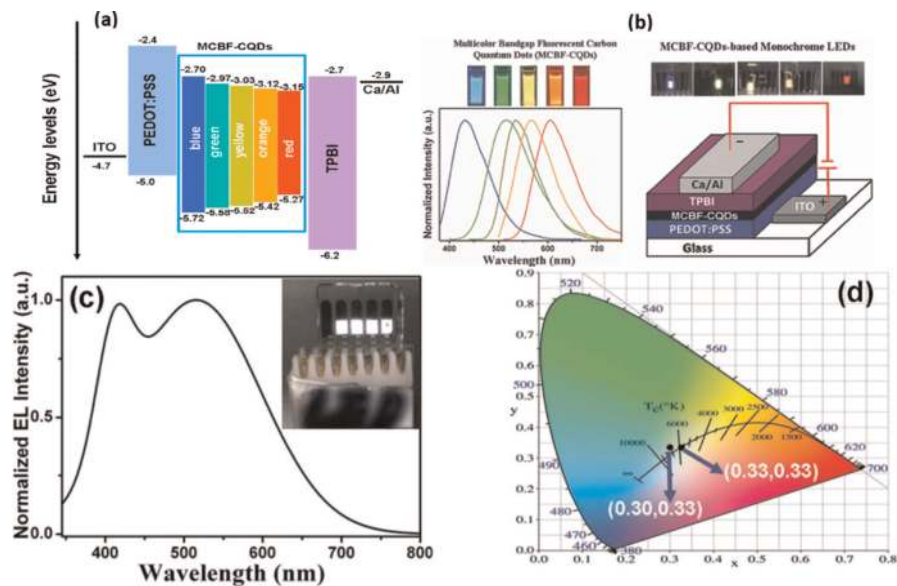 (a)
Energy levels (eV)
ITO
-4.7
-2.4
PEDOT:PSS
-5.0
MCBF-CQDs
-2.70
-2.97
-3.03
-3.12
-3.15
blue
green
yellow
orange
red
-5.72
-5.58
-5.52
-5.42
-5.27
-2.7
TPBI
-6.2
-2.9
Ca/Al
Multicolor Bandgap Fluorescent Carbon
Quantum Dots (MCBF-CQDs)
Normalized Intensity (a.u.)
400
500
600
700
Wavelength (nm)
(b)
MCBF-CQDs-based Monochrome LEDs
-
Ca/Al
TPBI
MCBF-CQDs
PEDOT:PSS
Glass
ITO
+
(c)
Normalized EL Intensity (a.u.)
1.0
0.5
0.0
400
500
600
700
800
Wavelength (nm)
(d)
y
0.9
0.8
0.7
0.6
0.5
0.4
0.3
0.2
0.1
0.0
0.0 0.1 0.2 0.3 0.4 0.5 0.6 0.7 0.8
x
520
540
560
580
600
620
700
500
490
480
470
460
380
Tc(°K)
10000
6000
4000
3000
2500
2000
1500
∞
(0.33,0.33)
(0.30,0.33)